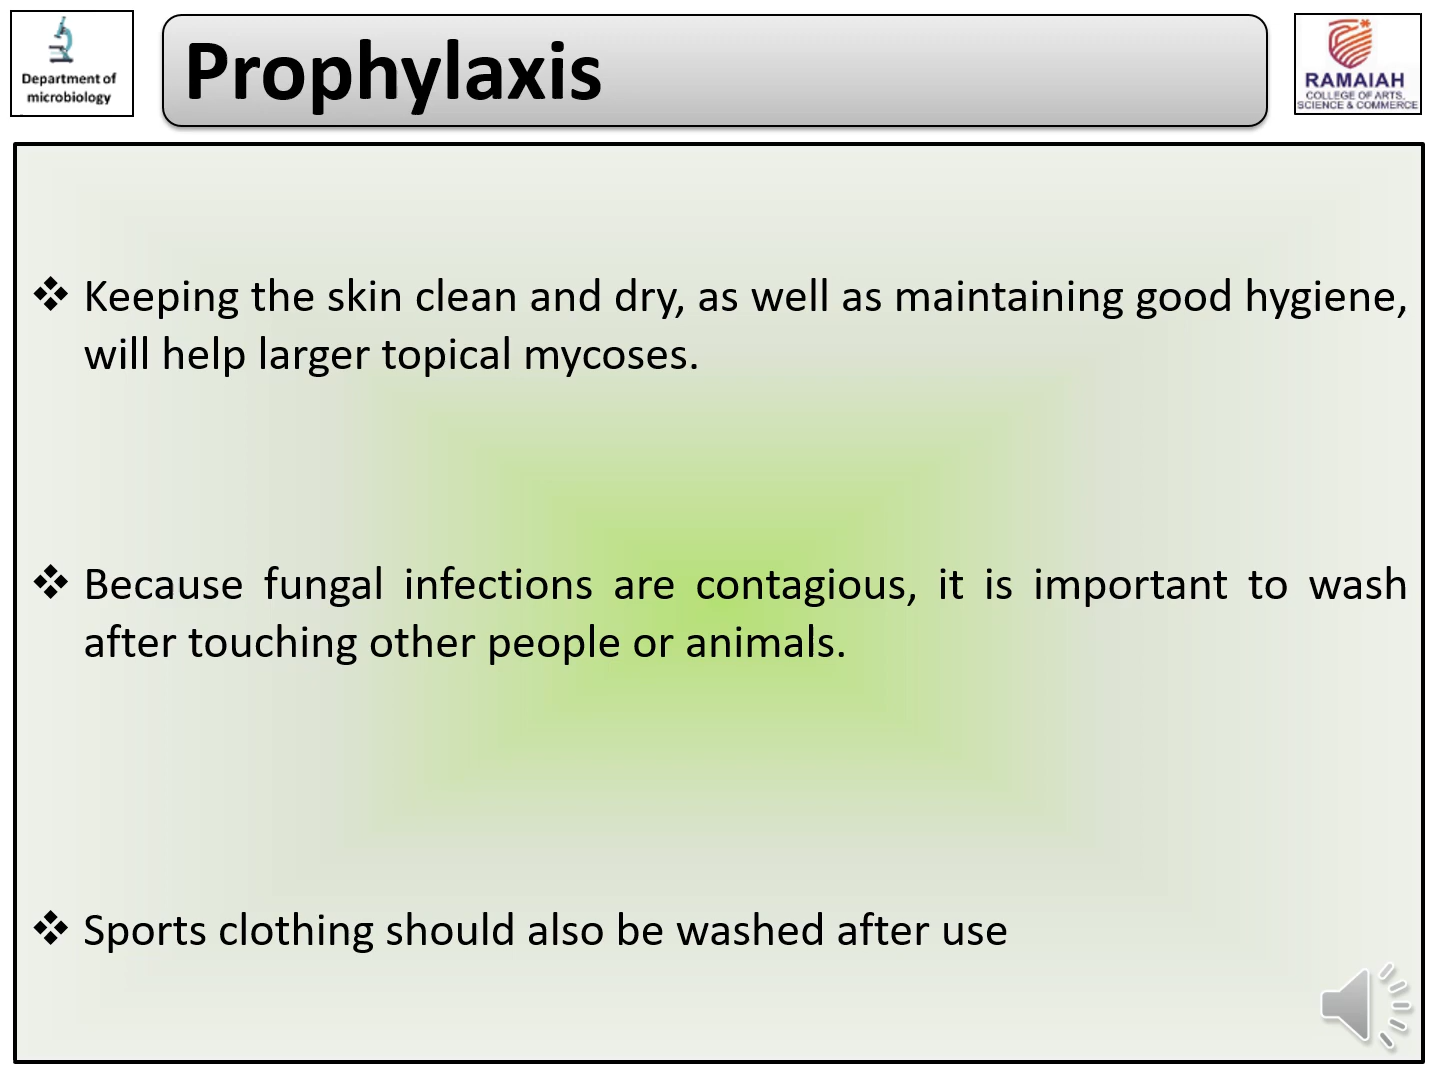 Department of
microbiology
Prophylaxis
RAMAIAH
COLLEGE OF ARTS,
SCIENCE & COMMERCE
❖ Keeping the skin clean and dry, as well as maintaining good hygiene,
will help larger topical mycoses.
❖ Because fungal infections are contagious, it is important to wash
after touching other people or animals.
❖ Sports clothing should also be washed after use